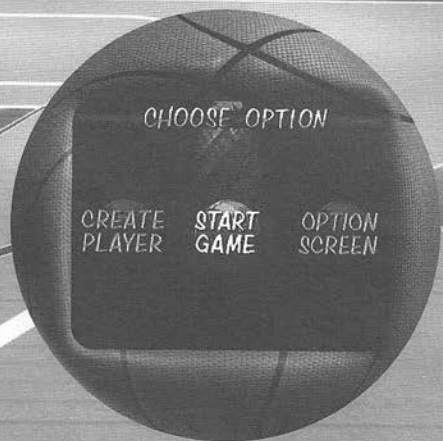 CHOOSE OPTION
CREATE PLAYER
START GAME
OPTION SCREEN